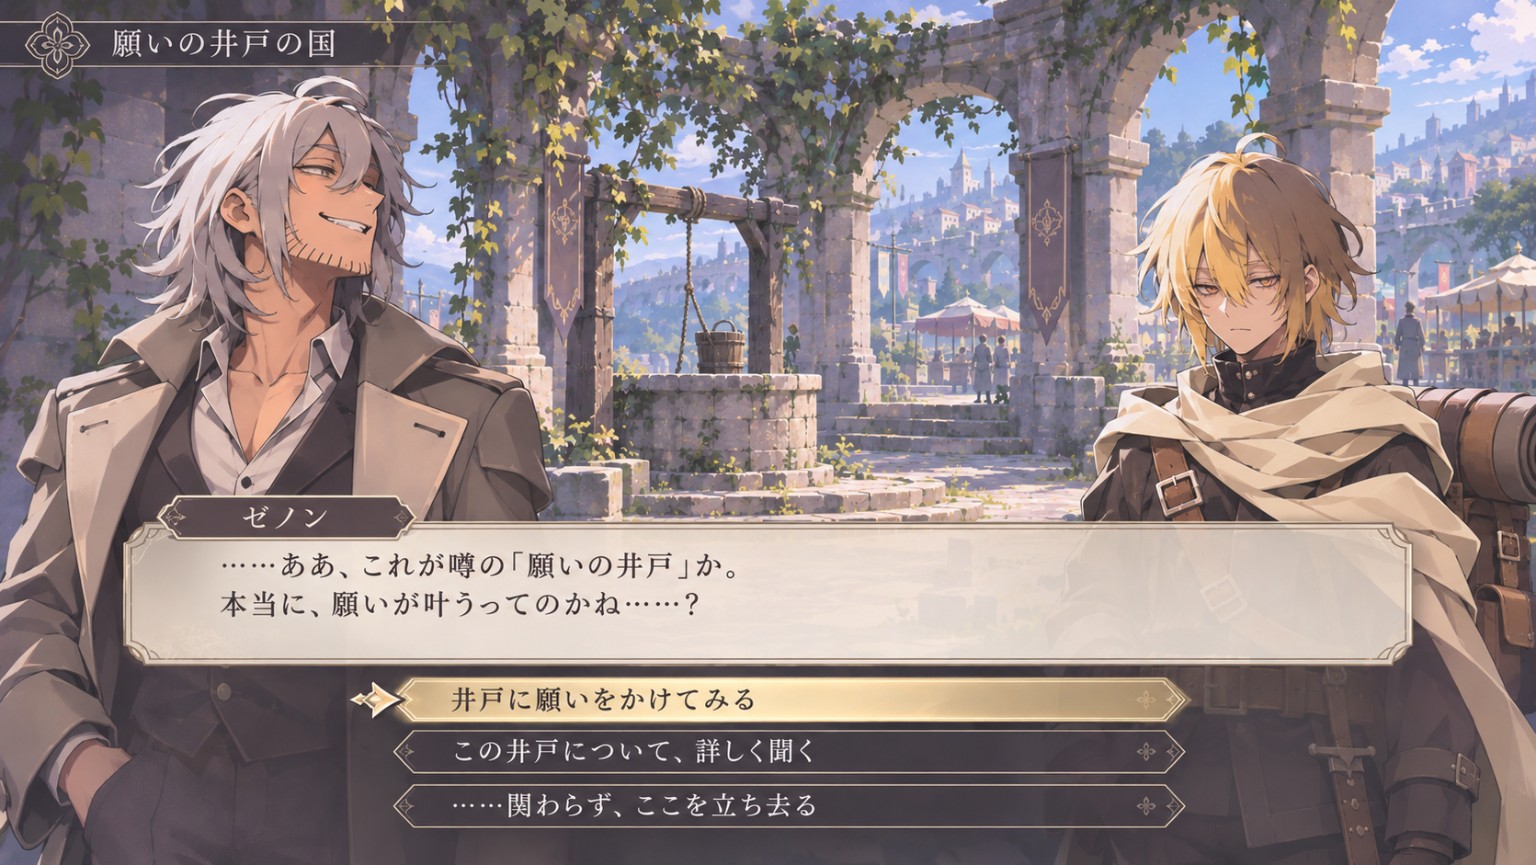 願いの井戸の国
ゼノン
……ああ、これが噂の「願いの井戸」か。
本当に、願いが叶うってのかね……？
井戸に願いをかけてみる
この井戸について、詳しく聞く
……関わらず、ここを立ち去る